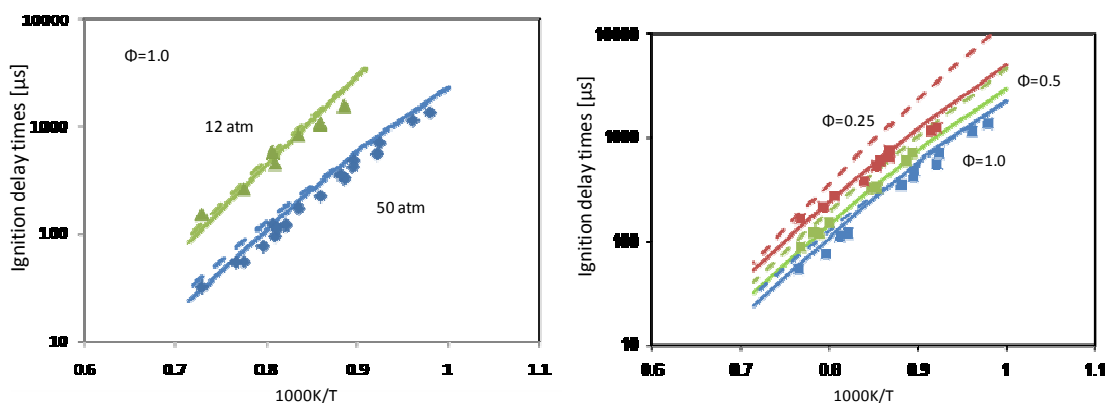 10000
Φ=1.0
1000
12 atm
100
50 atm
10
0.6 0.7 0.8 0.9 1 1.1
1000K/T
Ignition delay times [μs]
10000
Φ=0.5
Φ=0.25
1000
Φ=1.0
100
10
0.6 0.7 0.8 0.9 1 1.1
1000K/T
Ignition delay times [μs]